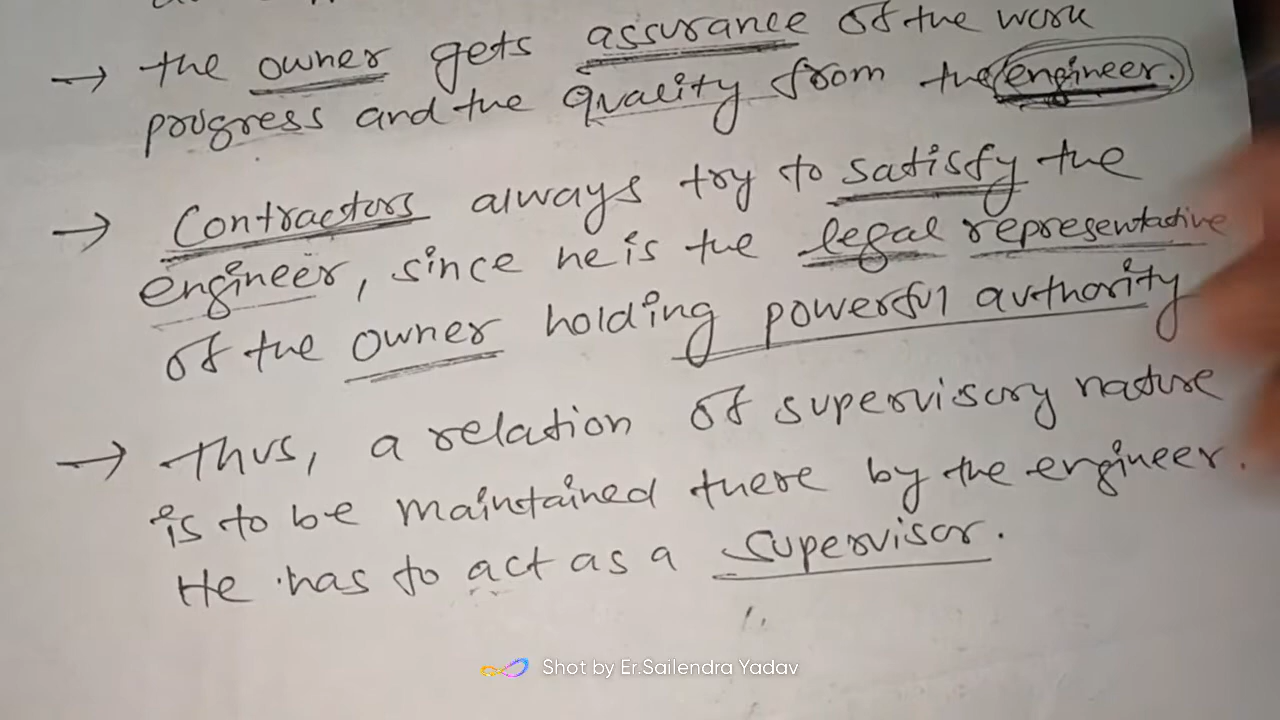 → the owner gets assurance of the work
progress and the quality from the engineer.
→ Contractors always try to satisfy the
engineer, since he is the legal representative
of the owner holding powerful authority
→ Thus, a relation of supervisory nature
is to be maintained there by the engineer.
He has to act as a supervisor.
Shot by Er.Sailendra Yadav